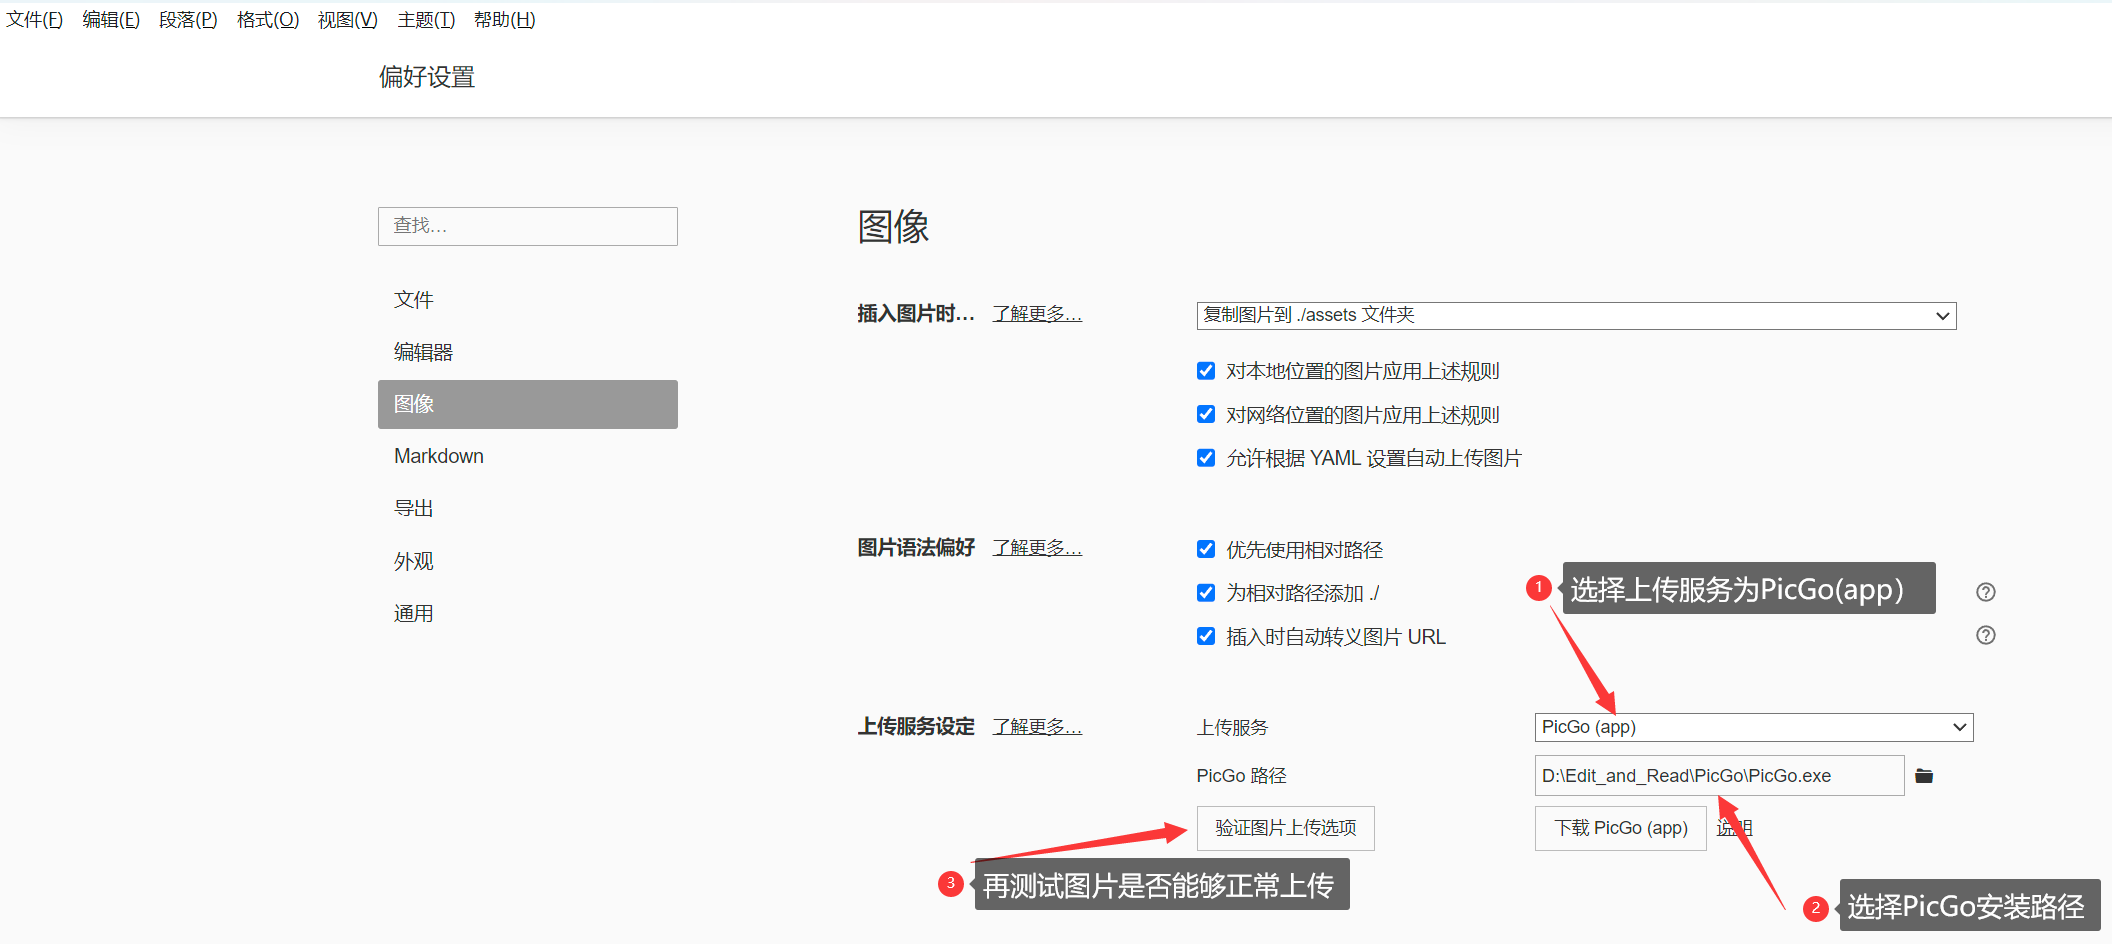 文件(F) 编辑(E) 段落(P) 格式(O) 视图(V) 主题(T) 帮助(H)
偏好设置
查找...
文件
编辑器
图像
Markdown
导出
外观
通用
图像
插入图片时... 了解更多... 复制图片到 ./assets 文件夹
对本地位置的图片应用上述规则
对网络位置的图片应用上述规则
允许根据 YAML 设置自动上传图片
图片语法偏好 了解更多... 优先使用相对路径
为相对路径添加 ./
插入时自动转义图片 URL
1 选择上传服务为PicGo(app）
上传服务设定 了解更多... 上传服务 PicGo (app)
PicGo 路径 D:\Edit_and_Read\PicGo\PicGo.exe
验证图片上传选项 下载 PicGo (app) 说明
3 再测试图片是否能够正常上传
2 选择PicGo安装路径